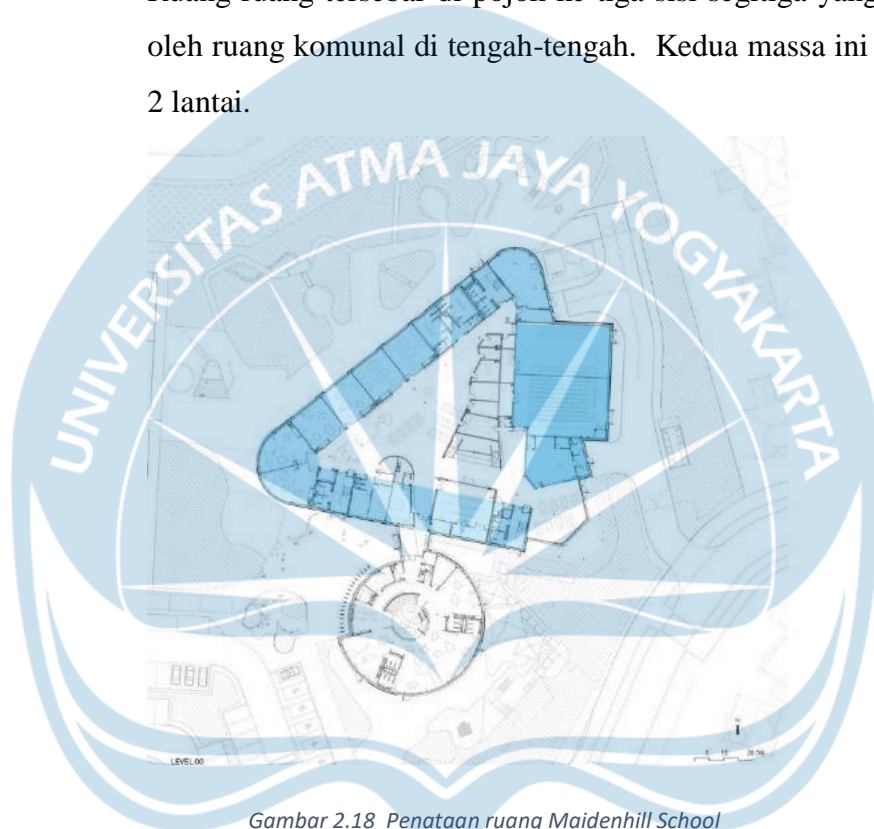 oleh ruang komunal di tengah-tengah. Kedua massa ini
2 lantai.
UNIVERSITAS ATMA JAYA YOGYAKARTA
LEVEL 00
Gambar 2.18 Penataan ruang Maidenhill School